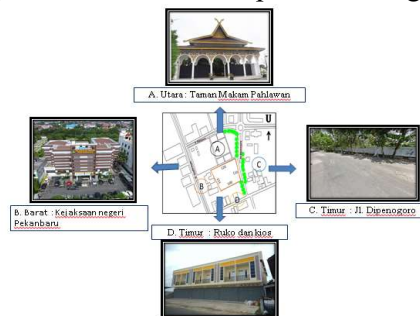 A. Utara : Taman Makam Pahlawan
U
A
C
B
D
B. Barat : Kejaksaan negeri
Pekanbaru
C. Timur : Jl. Dipenogoro
D. Timur : Ruko dan kios